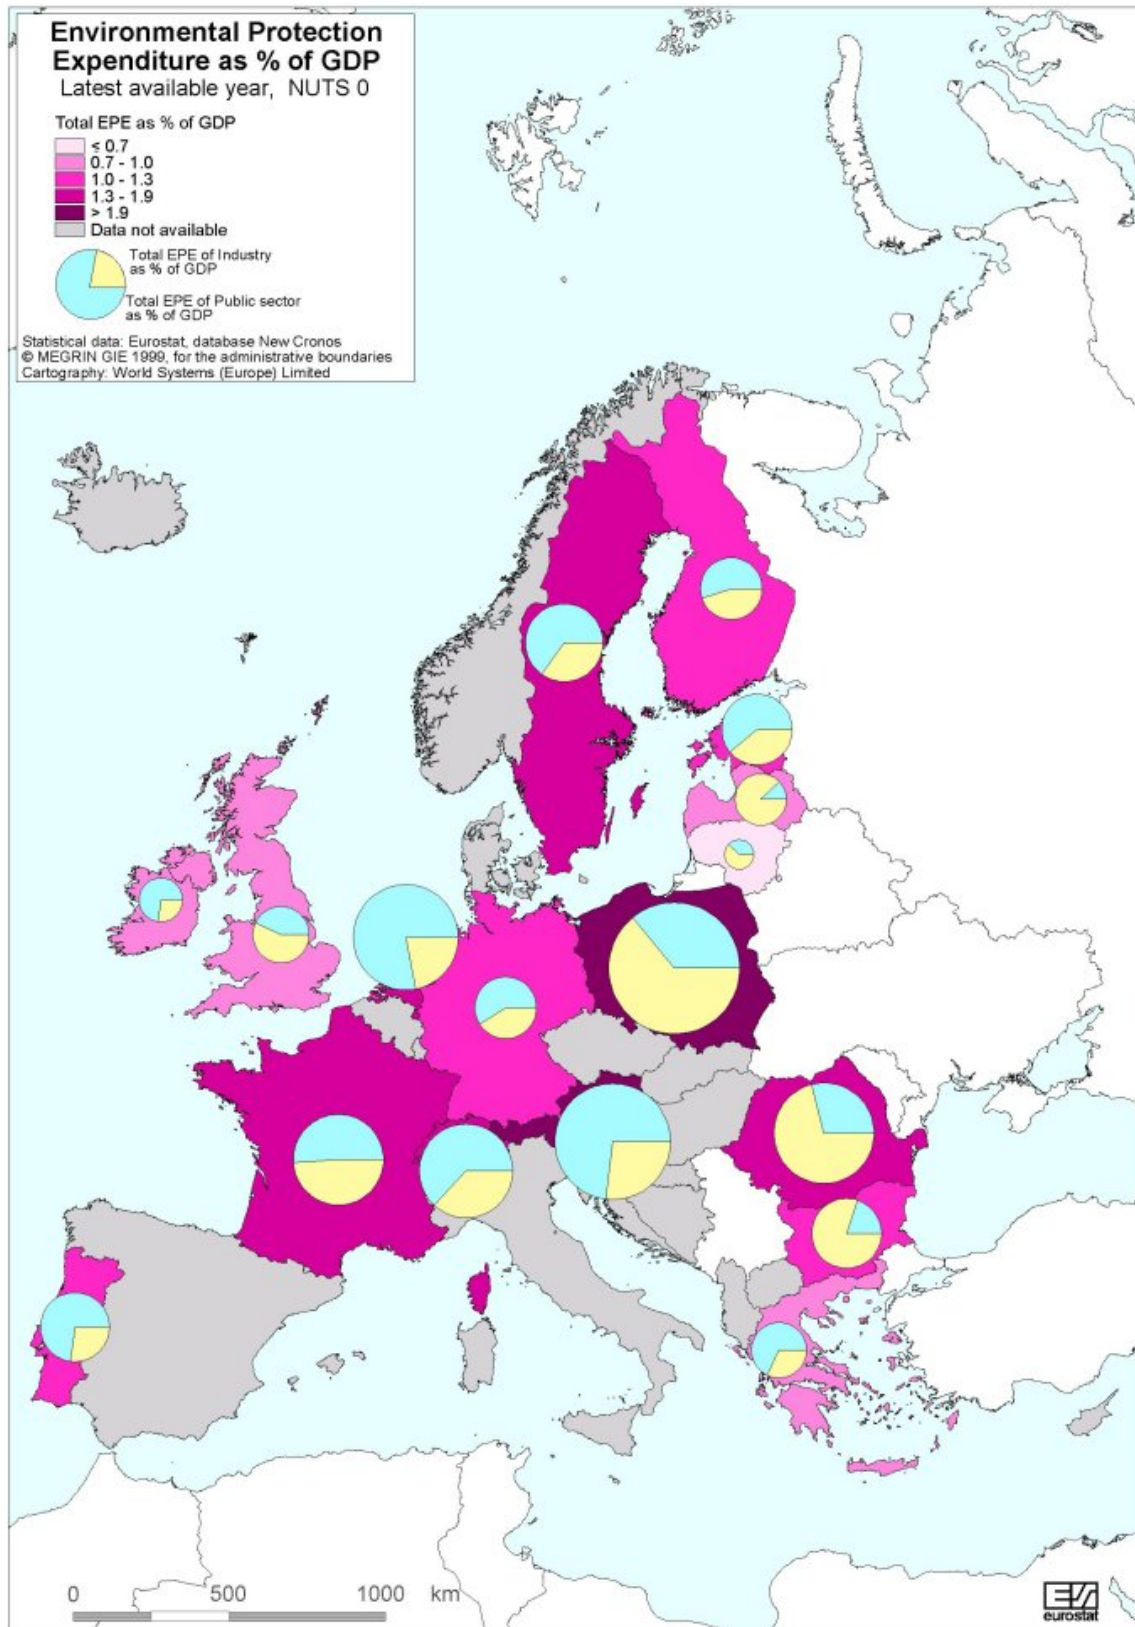 Environmental Protection
Expenditure as % of GDP
Latest available year, NUTS 0
Total EPE as % of GDP
≤ 0.7
0.7 - 1.0
1.0 - 1.3
1.3 - 1.9
> 1.9
Data not available
Total EPE of Industry
as % of GDP
Total EPE of Public sector
as % of GDP
Statistical data: Eurostat, database New Cronos
© MEGRIN GIE 1999, for the administrative boundaries
Cartography: World Systems (Europe) Limited
0 500 1000 km
eurostat